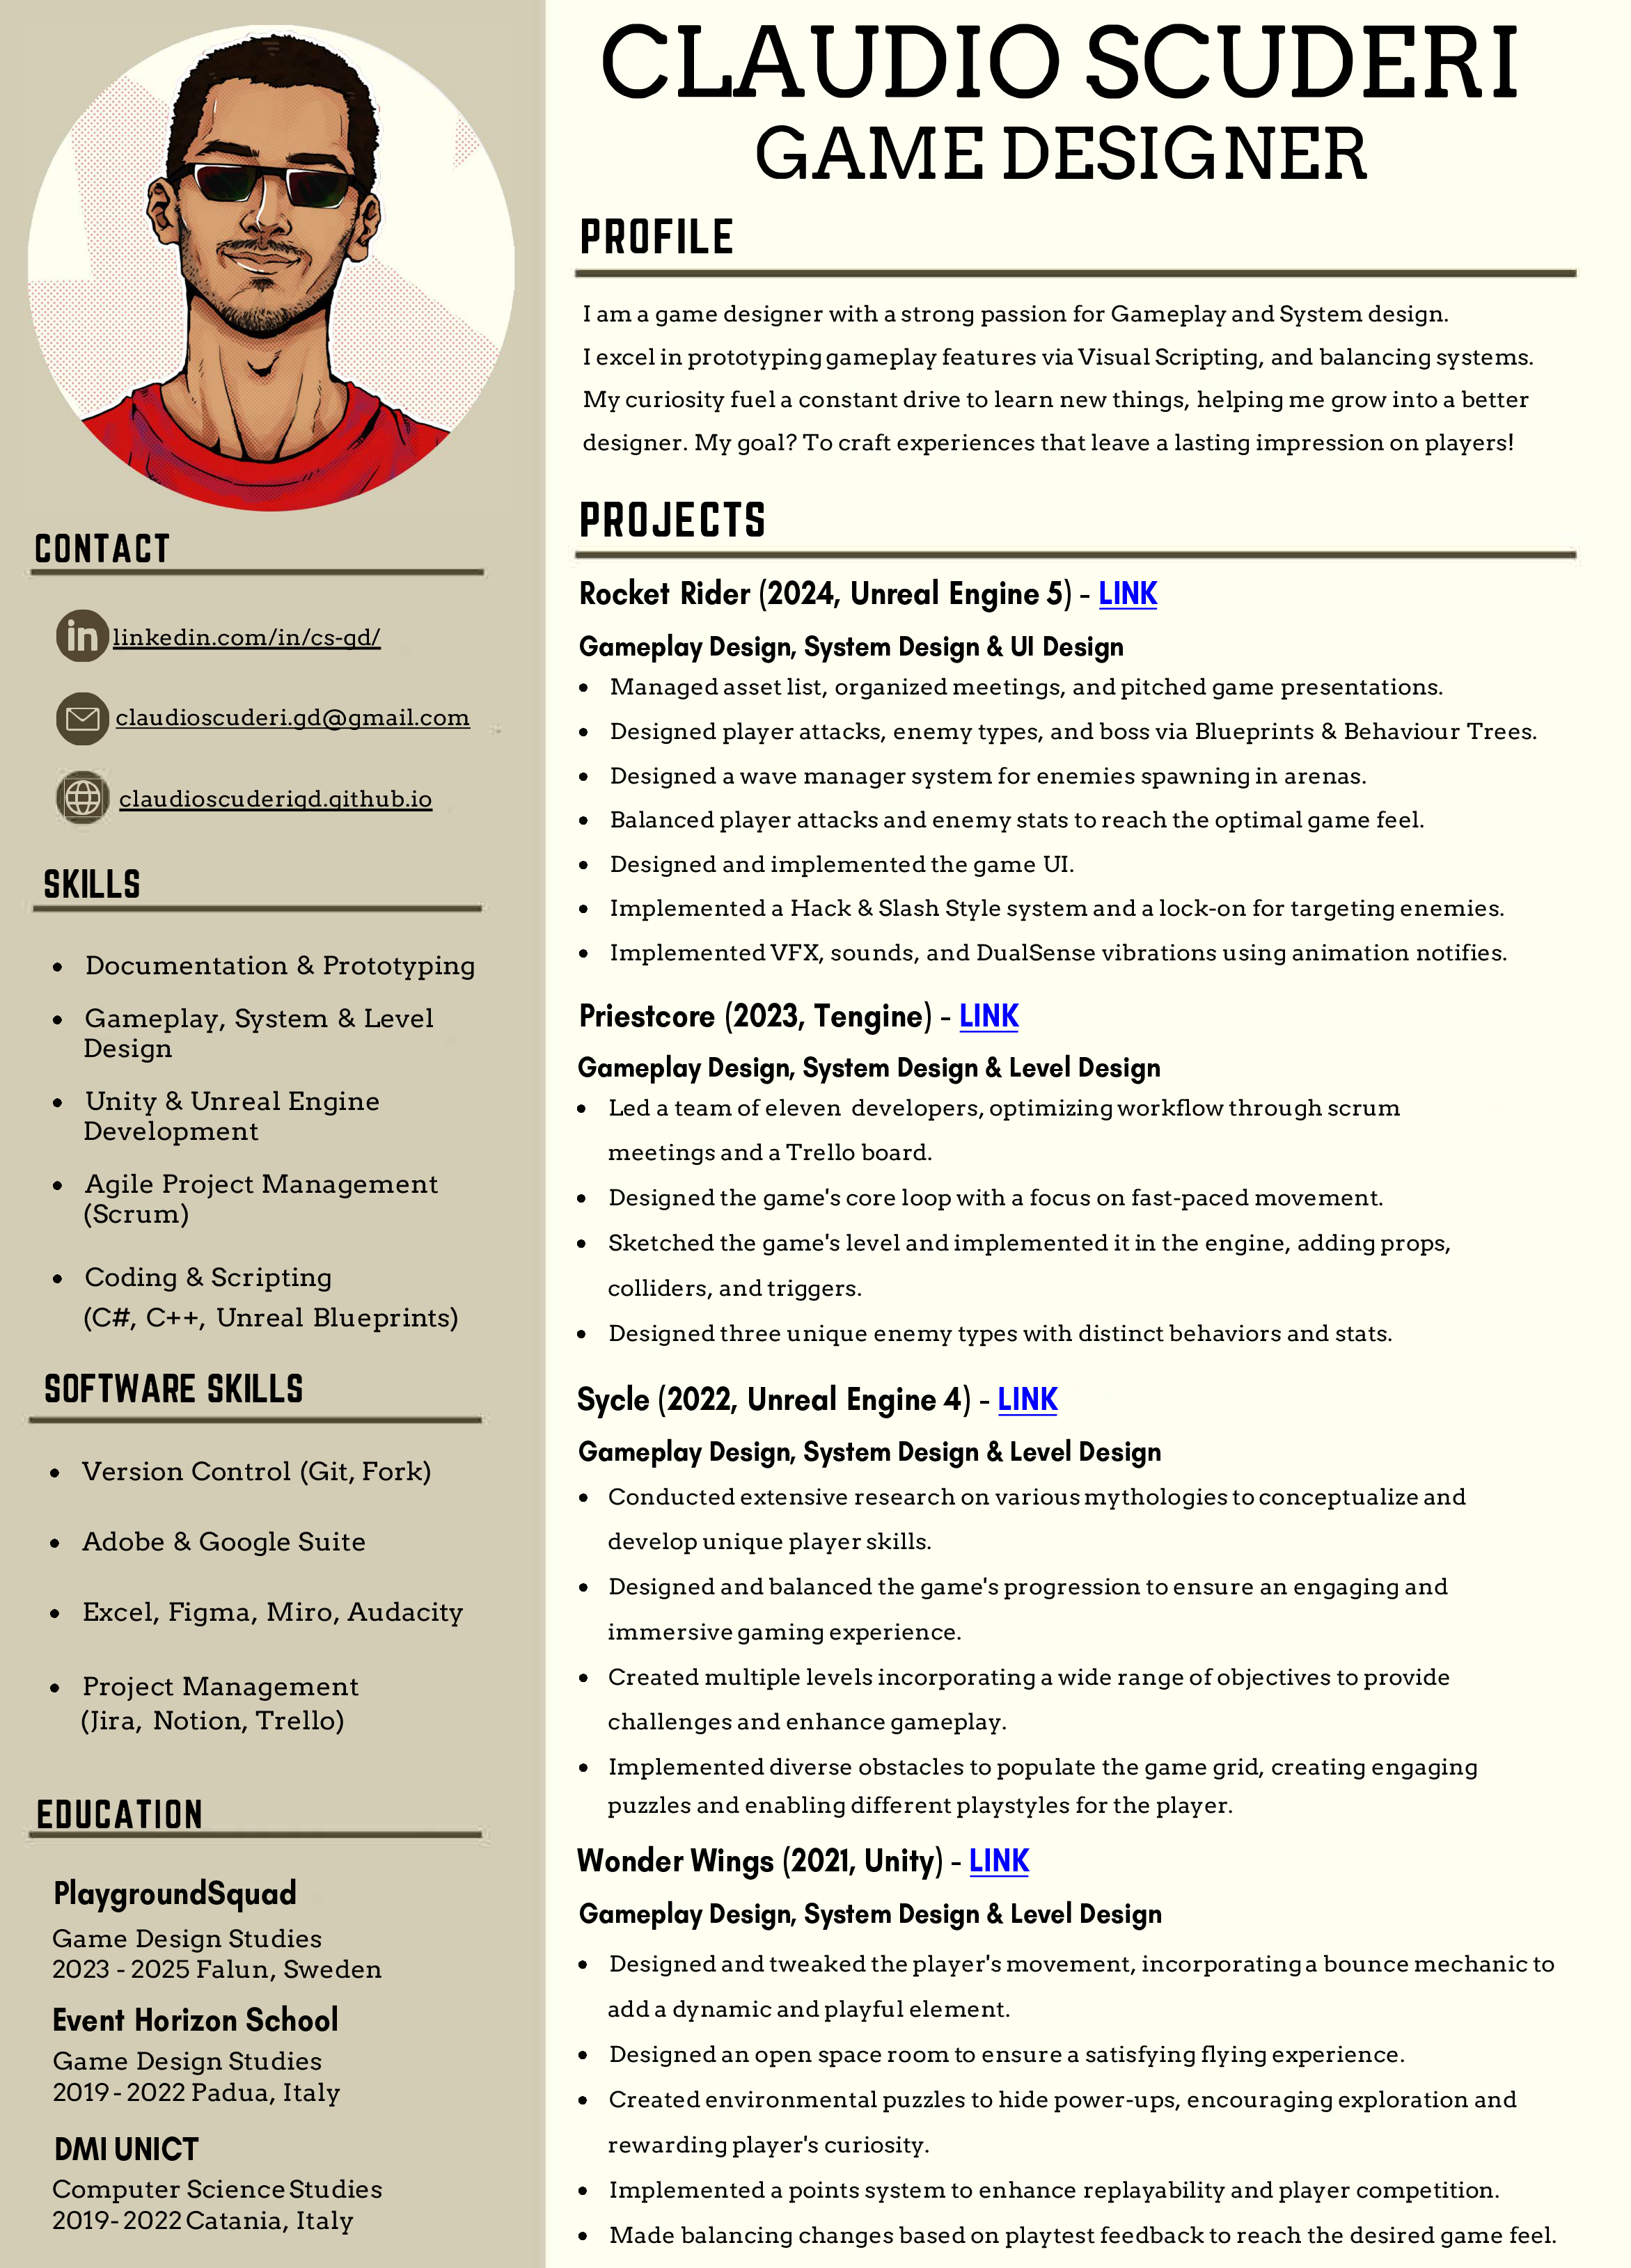 CLAUDIO SCUDERI
GAME DESIGNER
CONTACT
linkedin.com/in/cs-gd/
claudioscuderi.gd@gmail.com
claudioscuderigd.github.io
SKILLS
• Documentation & Prototyping
• Gameplay, System & Level
Design
• Unity & Unreal Engine
Development
• Agile Project Management
(Scrum)
• Coding & Scripting
(C#, C++, Unreal Blueprints)
SOFTWARE SKILLS
• Version Control (Git, Fork)
• Adobe & Google Suite
• Excel, Figma, Miro, Audacity
• Project Management
(Jira, Notion, Trello)
EDUCATION
PlaygroundSquad
Game Design Studies
2023 - 2025 Falun, Sweden
Event Horizon School
Game Design Studies
2019 - 2022 Padua, Italy
DMI UNICT
Computer Science Studies
2019- 2022 Catania, Italy
PROFILE
I am a game designer with a strong passion for Gameplay and System design.
I excel in prototyping gameplay features via Visual Scripting, and balancing systems.
My curiosity fuel a constant drive to learn new things, helping me grow into a better
designer. My goal? To craft experiences that leave a lasting impression on players!
PROJECTS
Rocket Rider (2024, Unreal Engine 5) - LINK
Gameplay Design, System Design & UI Design
• Managed asset list, organized meetings, and pitched game presentations.
• Designed player attacks, enemy types, and boss via Blueprints & Behaviour Trees.
• Designed a wave manager system for enemies spawning in arenas.
• Balanced player attacks and enemy stats to reach the optimal game feel.
• Designed and implemented the game UI.
• Implemented a Hack & Slash Style system and a lock-on for targeting enemies.
• Implemented VFX, sounds, and DualSense vibrations using animation notifies.
Priestcore (2023, Tengine) - LINK
Gameplay Design, System Design & Level Design
• Led a team of eleven developers, optimizing workflow through scrum
meetings and a Trello board.
• Designed the game's core loop with a focus on fast-paced movement.
• Sketched the game's level and implemented it in the engine, adding props,
colliders, and triggers.
• Designed three unique enemy types with distinct behaviors and stats.
Sycle (2022, Unreal Engine 4) - LINK
Gameplay Design, System Design & Level Design
• Conducted extensive research on various mythologies to conceptualize and
develop unique player skills.
• Designed and balanced the game's progression to ensure an engaging and
immersive gaming experience.
• Created multiple levels incorporating a wide range of objectives to provide
challenges and enhance gameplay.
• Implemented diverse obstacles to populate the game grid, creating engaging
puzzles and enabling different playstyles for the player.
Wonder Wings (2021, Unity) - LINK
Gameplay Design, System Design & Level Design
• Designed and tweaked the player's movement, incorporating a bounce mechanic to
add a dynamic and playful element.
• Designed an open space room to ensure a satisfying flying experience.
• Created environmental puzzles to hide power-ups, encouraging exploration and
rewarding player's curiosity.
• Implemented a points system to enhance replayability and player competition.
• Made balancing changes based on playtest feedback to reach the desired game feel.